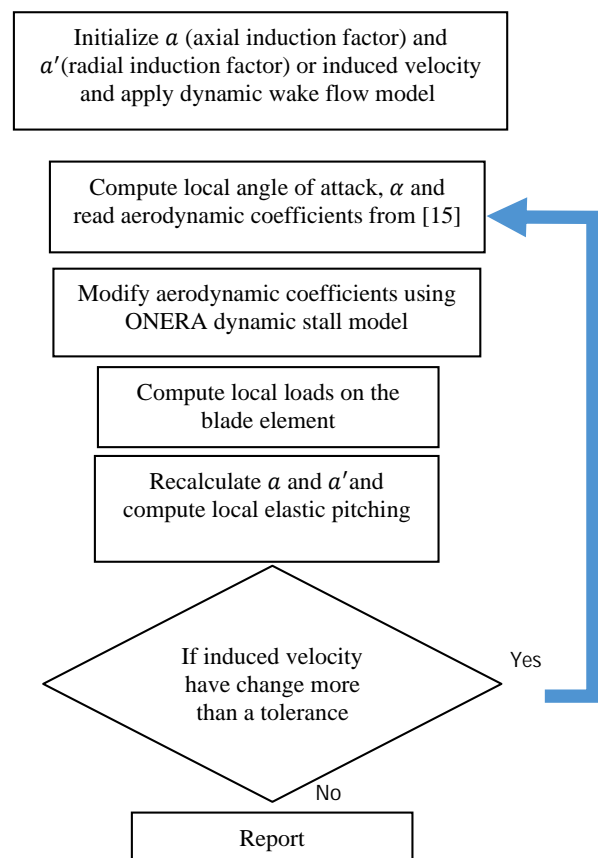 Initialize 𝑎 (axial induction factor) and
𝑎′(radial induction factor) or induced velocity
and apply dynamic wake flow model
Compute local angle of attack, 𝛼 and
read aerodynamic coefficients from [15]
Modify aerodynamic coefficients using
ONERA dynamic stall model
Compute local loads on the
blade element
Recalculate 𝑎 and 𝑎′and
compute local elastic pitching
If induced velocity
have change more
than a tolerance
Yes
No
Report